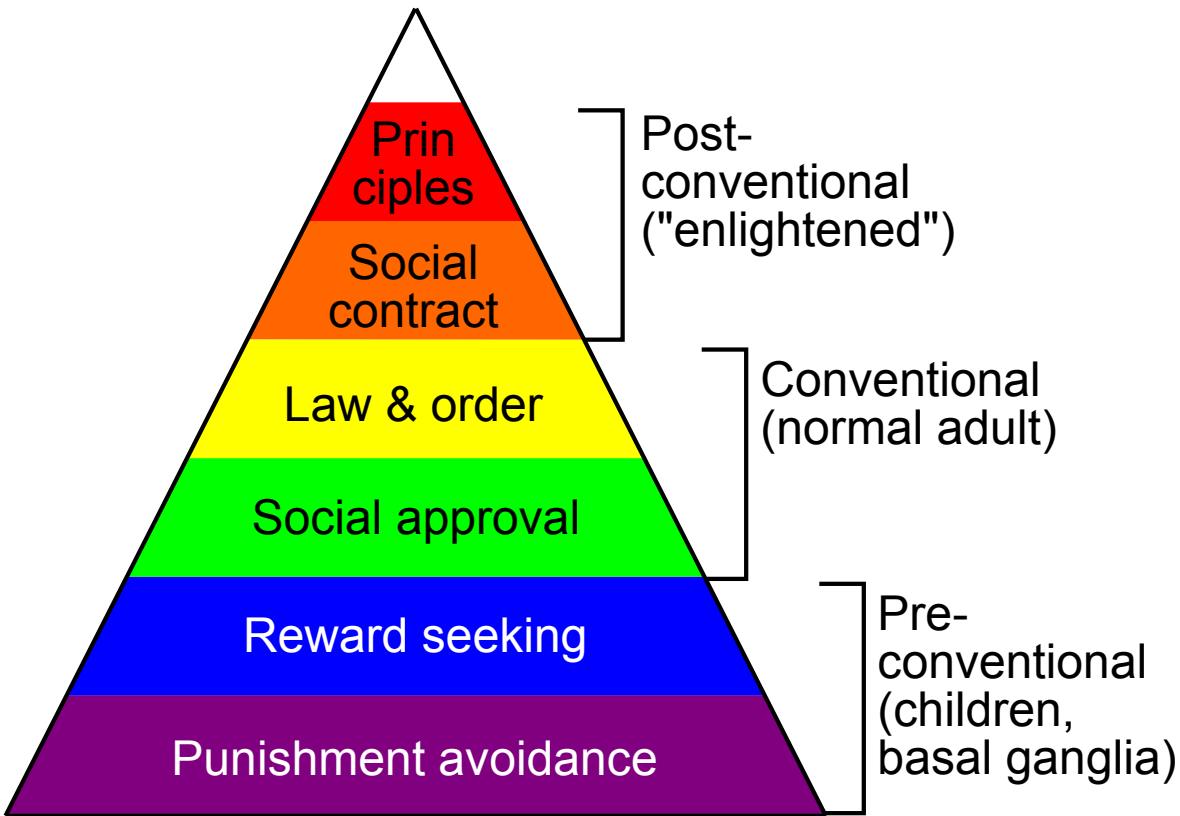 Prin
ciples
Social
contract
Law & order
Social approval
Reward seeking
Punishment avoidance
Post-
conventional
("enlightened")
Conventional
(normal adult)
Pre-
conventional
(children,
basal ganglia)